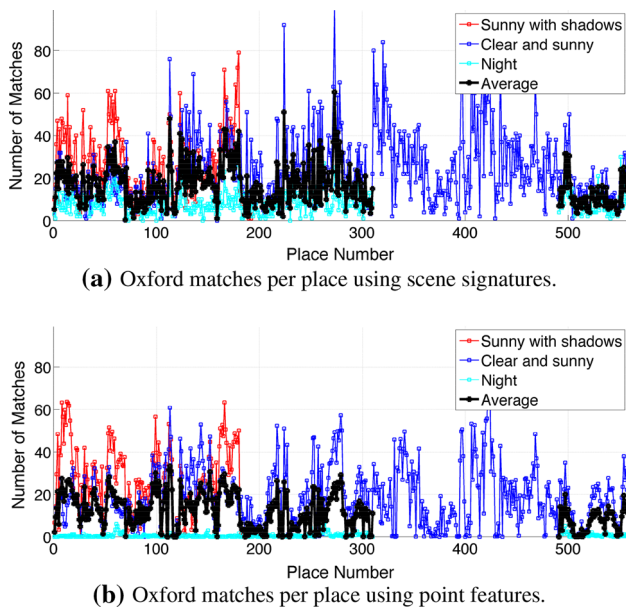 Number of Matches
80
60
40
20
0
Sunny with shadows
Clear and sunny
Night
Average
0 100 200 300 400 500
Place Number
(a) Oxford matches per place using scene signatures.
Number of Matches
80
60
40
20
0
Sunny with shadows
Clear and sunny
Night
Average
0 100 200 300 400 500
Place Number
(b) Oxford matches per place using point features.